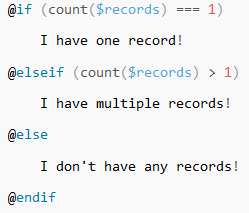 @if (count($records) === 1)
I have one record!
@elseif (count($records) > 1)
I have multiple records!
@else
I don't have any records!
@endif